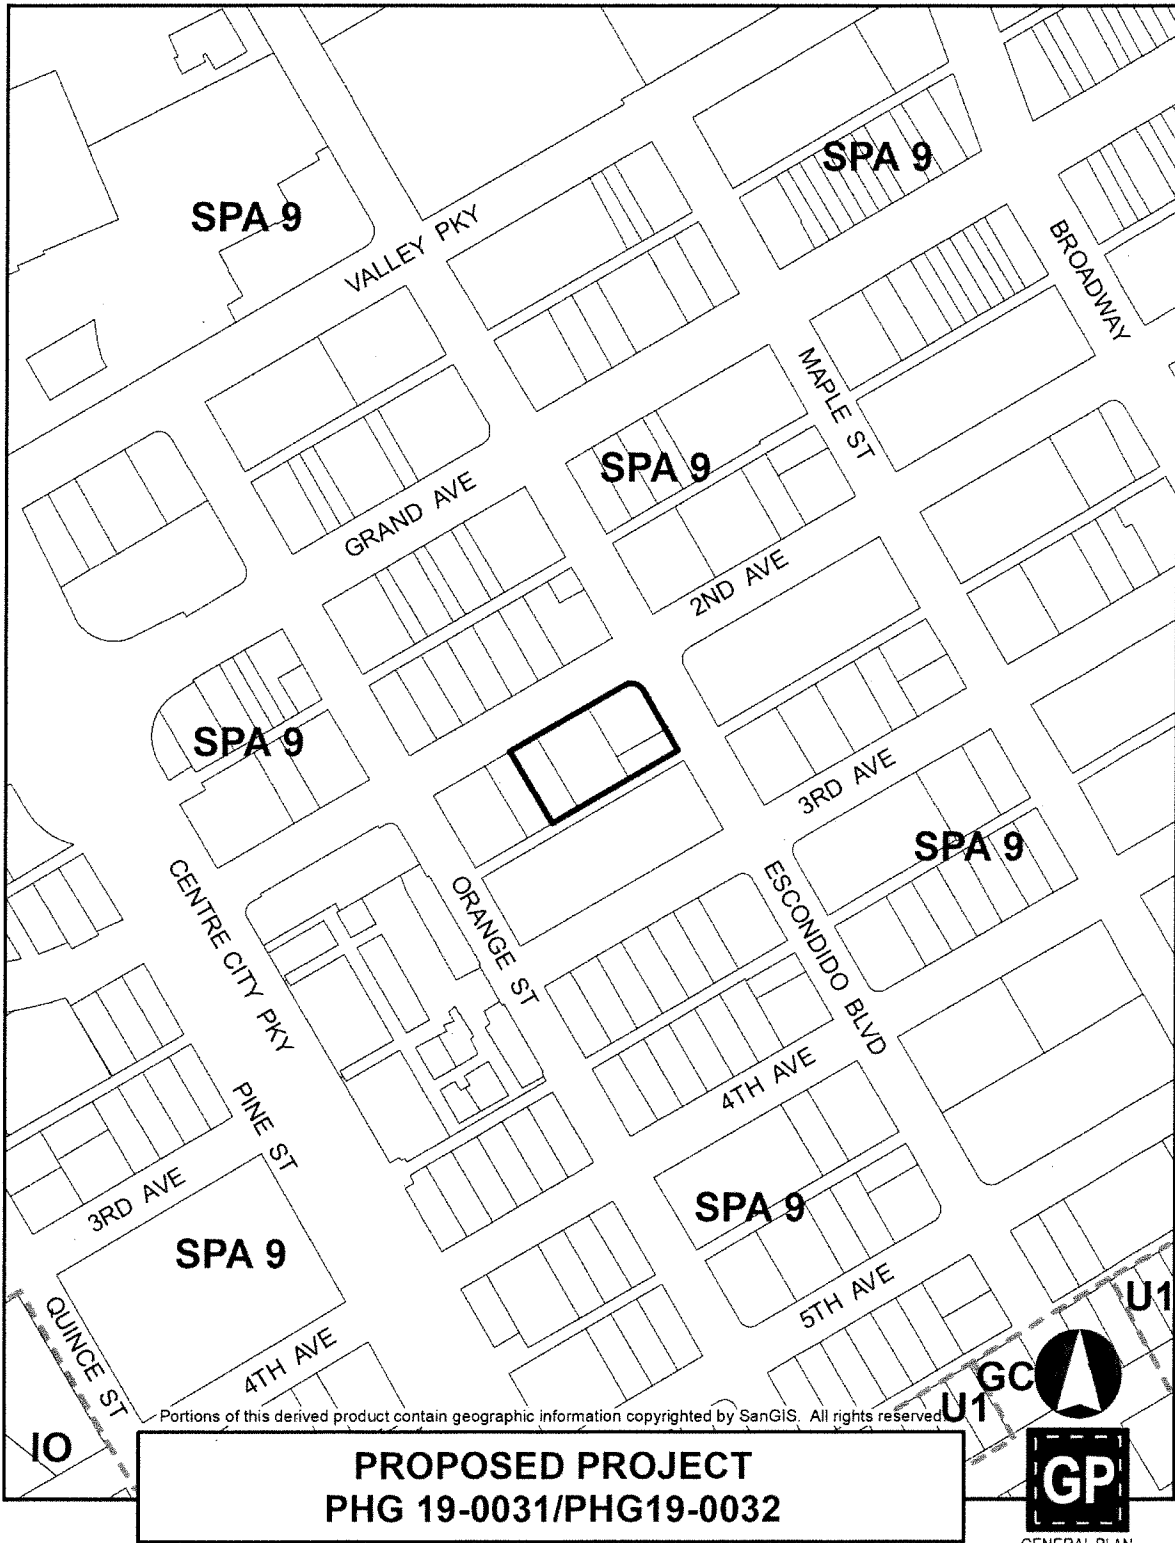 SPA 9
SPA 9
VALLEY PKY
BROADWAY
MAPLE ST
SPA 9
GRAND AVE
2ND AVE
SPA 9
3RD AVE
SPA 9
CENTRE CITY PKY
ORANGE ST
ESCONDIDO BLVD
4TH AVE
PINE ST
3RD AVE
SPA 9
SPA 9
5TH AVE
U1
QUINCE ST
4TH AVE
GC
U1
Portions of this derived product contain geographic information copyrighted by SanGIS. All rights reserved.
IO
PROPOSED PROJECT
PHG 19-0031/PHG19-0032
GP
GENERAL PLAN